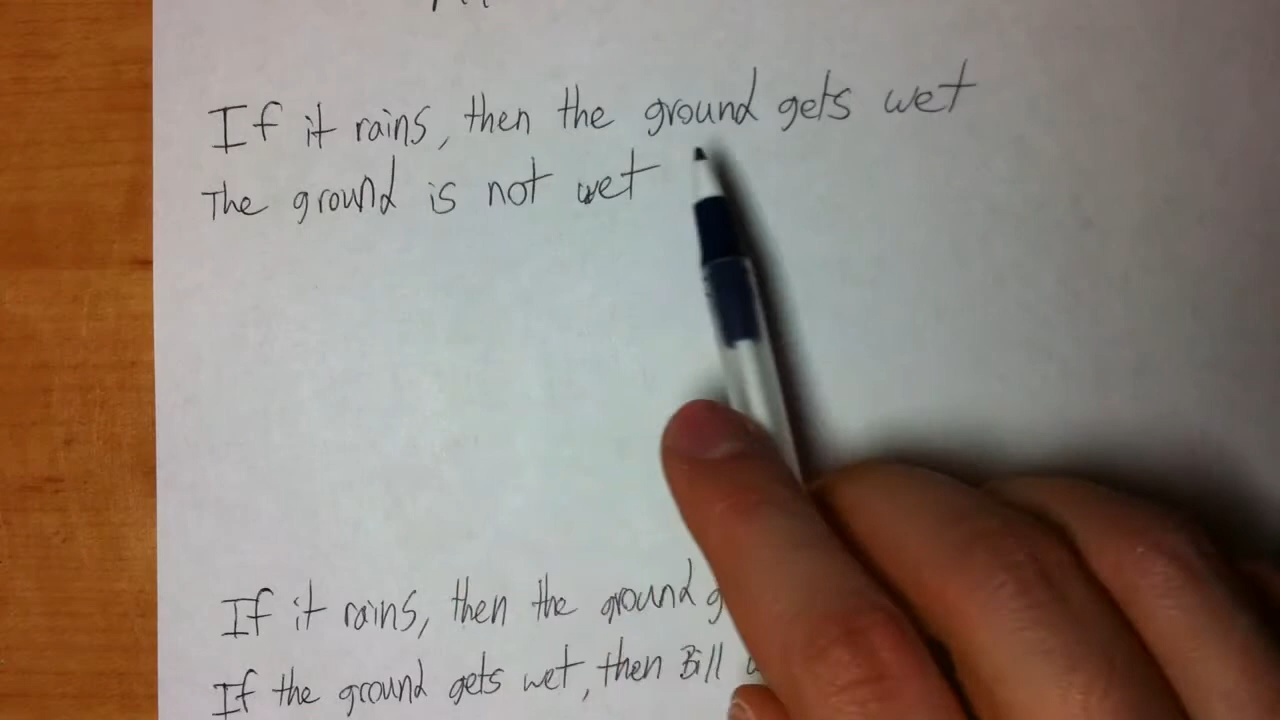 If it rains, then the ground gets wet
The ground is not wet
If it rains, then the ground
If the ground gets wet, then Bill